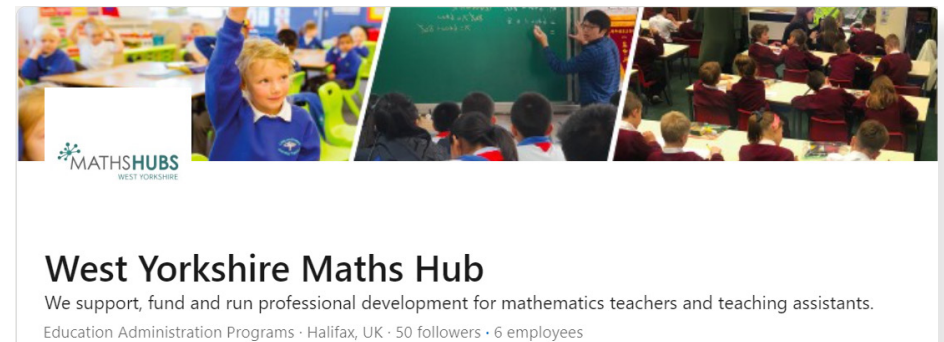 MATHSHUBS
WEST YORKSHIRE
West Yorkshire Maths Hub
We support, fund and run professional development for mathematics teachers and teaching assistants.
Education Administration Programs · Halifax, UK · 50 followers • 6 employees